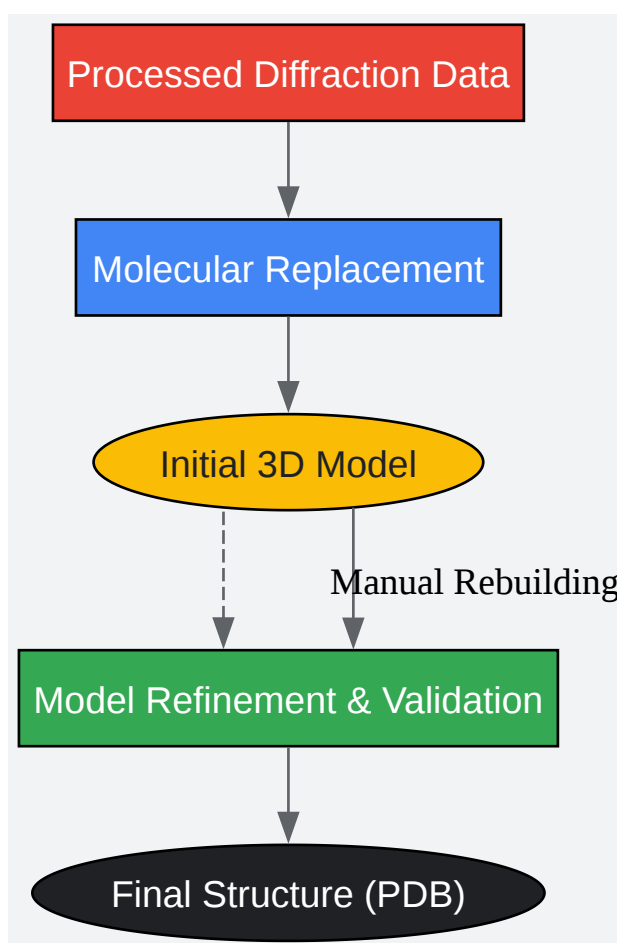 Processed Diffraction Data
Molecular Replacement
Initial 3D Model
Manual Rebuilding
Model Refinement & Validation
Final Structure (PDB)